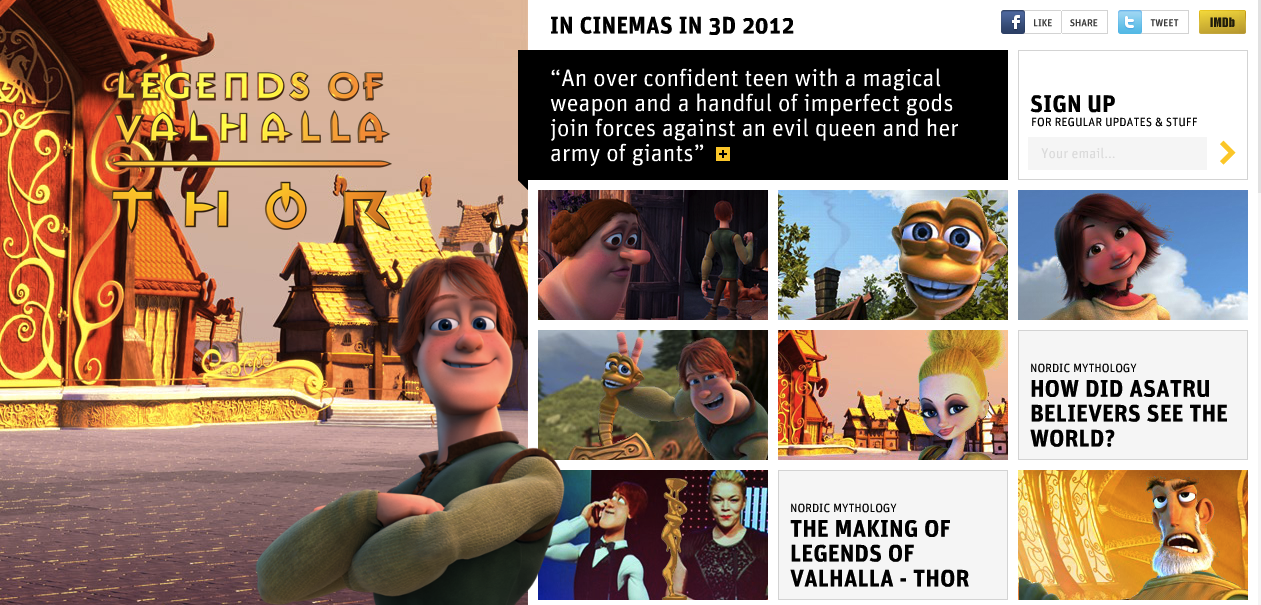 LEGENDS OF
VALHALLA
THOR
IN CINEMAS IN 3D 2012
f LIKE SHARE
t TWEET
IMDb
“An over confident teen with a magical
weapon and a handful of imperfect gods
join forces against an evil queen and her
army of giants” +
SIGN UP
FOR REGULAR UPDATES & STUFF
Your email...
NORDIC MYTHOLOGY
HOW DID ASATRU
BELIEVERS SEE THE
WORLD?
NORDIC MYTHOLOGY
THE MAKING OF
LEGENDS OF
VALHALLA - THOR